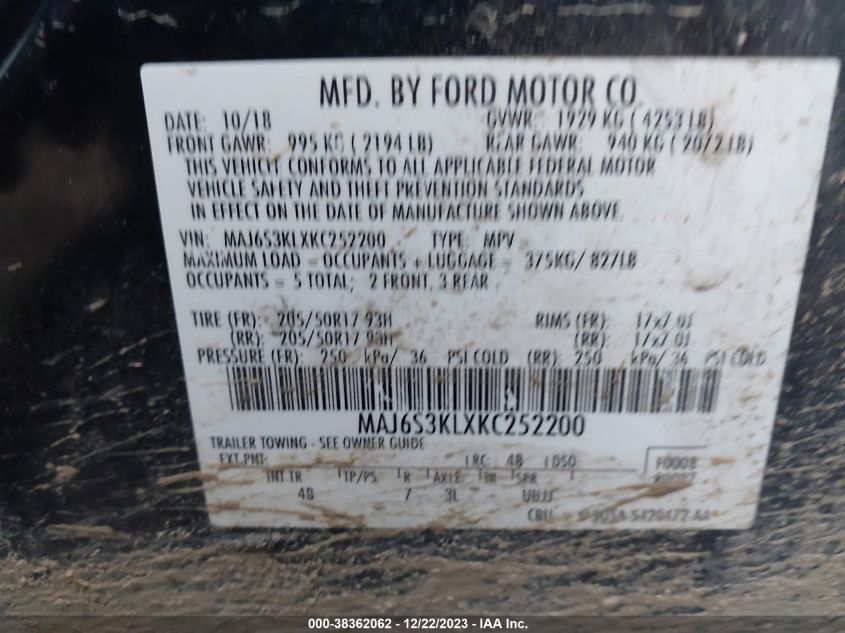 MFD. BY FORD MOTOR CO.
DATE: 10/18 GVWR: 1929 KG ( 4253 LB)
FRONT GAWR: 995 KG ( 2194 LB) REAR GAWR: 940 KG ( 2072 LB)
THIS VEHICLE CONFORMS TO ALL APPLICABLE FEDERAL MOTOR
VEHICLE SAFETY AND THEFT PREVENTION STANDARDS
IN EFFECT ON THE DATE OF MANUFACTURE SHOWN ABOVE.
VIN: MAJ6S3KLXKC252200 TYPE: MPV
MAXIMUM LOAD = OCCUPANTS + LUGGAGE = 375KG/ 827LB
OCCUPANTS = 5 TOTAL; 2 FRONT, 3 REAR
TIRE (FR): 205/50R17 93H RIMS (FR): 17x7.0J
(RR): 205/50R17 93H (RR): 17x7.0J
PRESSURE (FR): 250 kPa/ 36 PSI COLD (RR): 250 kPa/ 36 PSI COLD
MAJ6S3KLXKC252200
TRAILER TOWING - SEE OWNER GUIDE
EXT PNT: RC: 48 DSO: F0008
INT TR TP/PS R AXLE TR SPR
4B 7 3L UBJJ
CBU
000-38362062 - 12/22/2023 - IAA Inc.